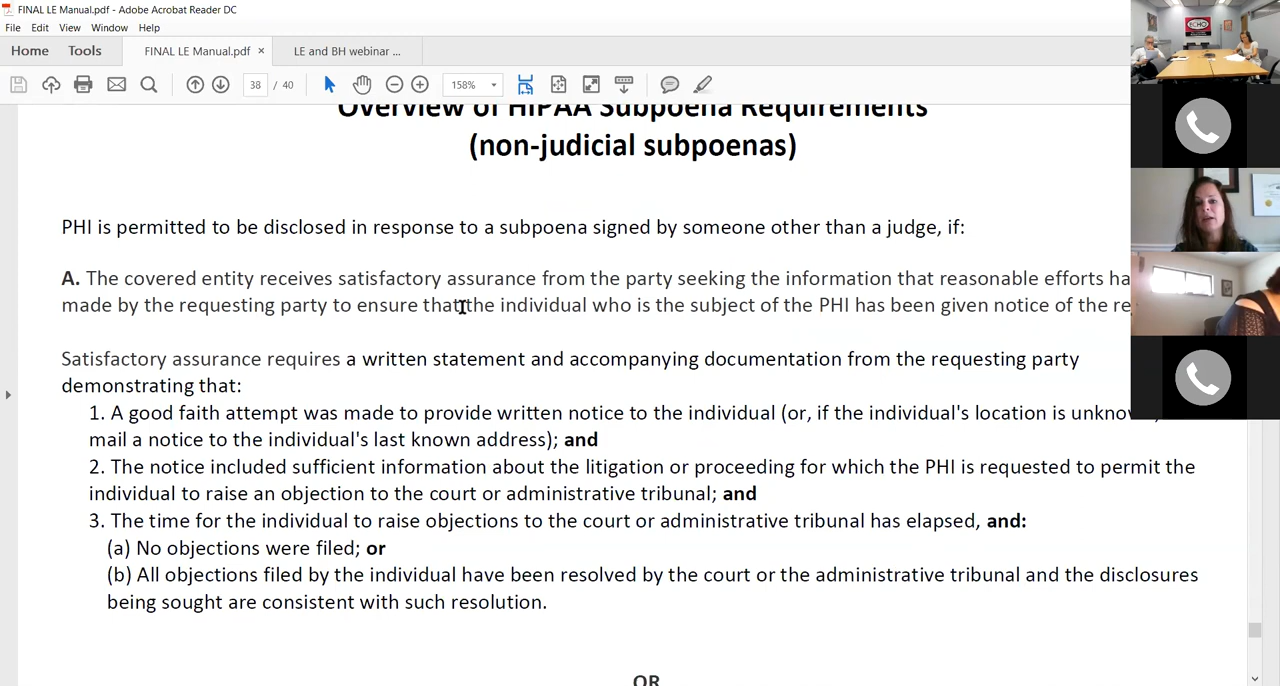 FINAL LE Manual.pdf - Adobe Acrobat Reader DC
File Edit View Window Help
Home Tools FINAL LE Manual.pdf × LE and BH webinar ...
38 / 40 158%
Overview of HIPAA Subpoena Requirements
(non-judicial subpoenas)
PHI is permitted to be disclosed in response to a subpoena signed by someone other than a judge, if:
A. The covered entity receives satisfactory assurance from the party seeking the information that reasonable efforts ha
made by the requesting party to ensure that the individual who is the subject of the PHI has been given notice of the re
Satisfactory assurance requires a written statement and accompanying documentation from the requesting party
demonstrating that:
1. A good faith attempt was made to provide written notice to the individual (or, if the individual's location is unknow
mail a notice to the individual's last known address); and
2. The notice included sufficient information about the litigation or proceeding for which the PHI is requested to permit the
individual to raise an objection to the court or administrative tribunal; and
3. The time for the individual to raise objections to the court or administrative tribunal has elapsed, and:
(a) No objections were filed; or
(b) All objections filed by the individual have been resolved by the court or the administrative tribunal and the disclosures
being sought are consistent with such resolution.
OR
ECHO